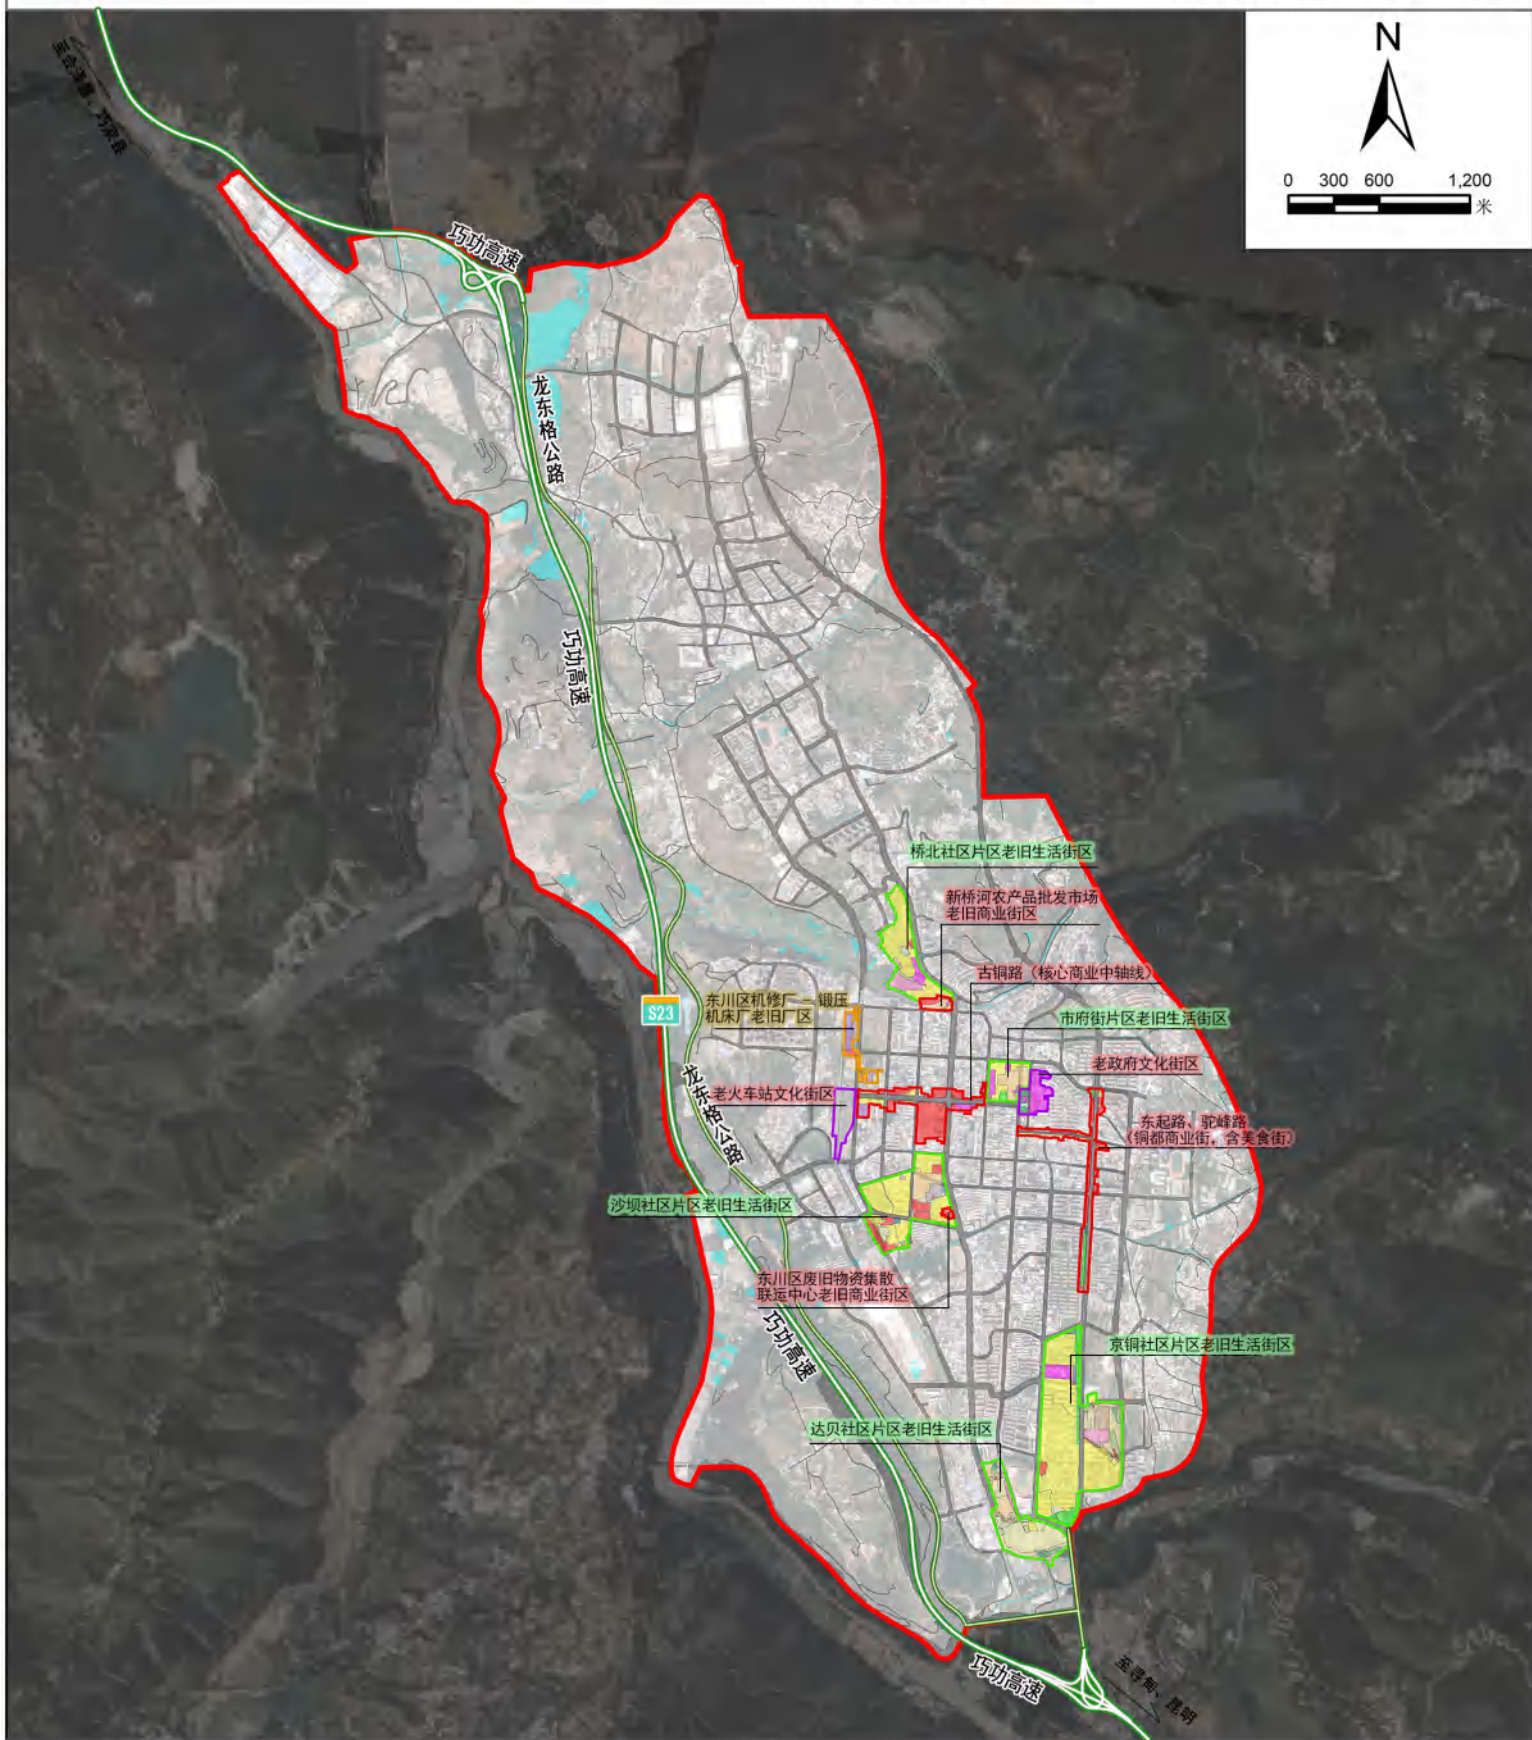 N
0 300 600 1,200
米
至会泽县、巧家县
巧功高速
龙东格公路
巧功高速
桥北社区片区老旧生活街区
新桥河农产品批发市场
老旧商业街区
古铜路（核心商业中轴线）
东川区机修厂 - 锻压
机床厂老旧厂区
S23
市府街片区老旧生活街区
老政府文化街区
老火车站文化街区
龙东格公路
东起路、驼峰路
（铜都商业街，含美食街）
沙坝社区片区老旧生活街区
东川区废旧物资集散
联运中心老旧商业街区
巧功高速
京铜社区片区老旧生活街区
达贝社区片区老旧生活街区
巧功高速
至寻甸、昆明